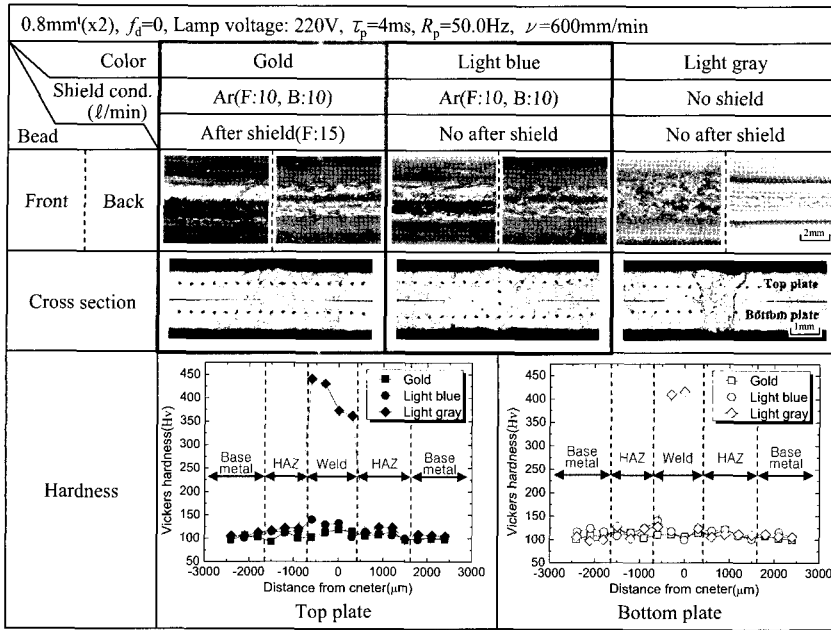 0.8mmᵗ(x2), f_d=0, Lamp voltage: 220V, τ_p=4ms, R_p=50.0Hz, ν=600mm/min
Color
Shield cond.
(ℓ/min)
Bead
Gold
Light blue
Light gray
Ar(F:10, B:10)
Ar(F:10, B:10)
No shield
After shield(F:15)
No after shield
No after shield
Front
Back
2mm
Cross section
Top plate
Bottom plate
1mm
Hardness
Vickers hardness(Hv)
450
400
350
300
250
200
150
100
50
Gold
Light blue
Light gray
Base
metal
HAZ
Weld
HAZ
Base
metal
-3000 -2000 -1000 0 1000 2000 3000
Distance from cneter(μm)
Top plate
Vickers hardness(Hv)
450
400
350
300
250
200
150
100
50
Gold
Light blue
Light gray
Base
metal
HAZ
Weld
HAZ
Base
metal
-3000 -2000 -1000 0 1000 2000 3000
Distance from cneter(μm)
Bottom plate